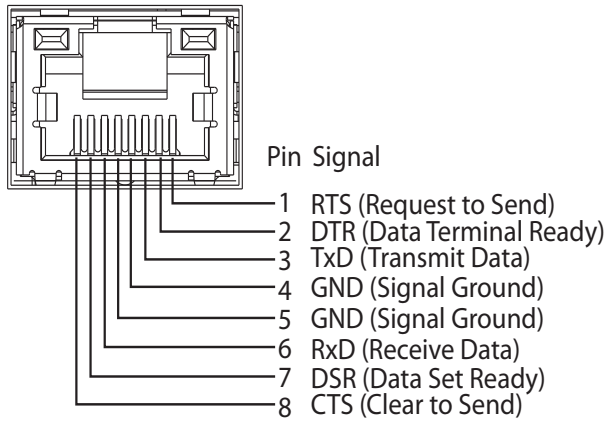 Pin Signal
1 RTS (Request to Send)
2 DTR (Data Terminal Ready)
3 TxD (Transmit Data)
4 GND (Signal Ground)
5 GND (Signal Ground)
6 RxD (Receive Data)
7 DSR (Data Set Ready)
8 CTS (Clear to Send)